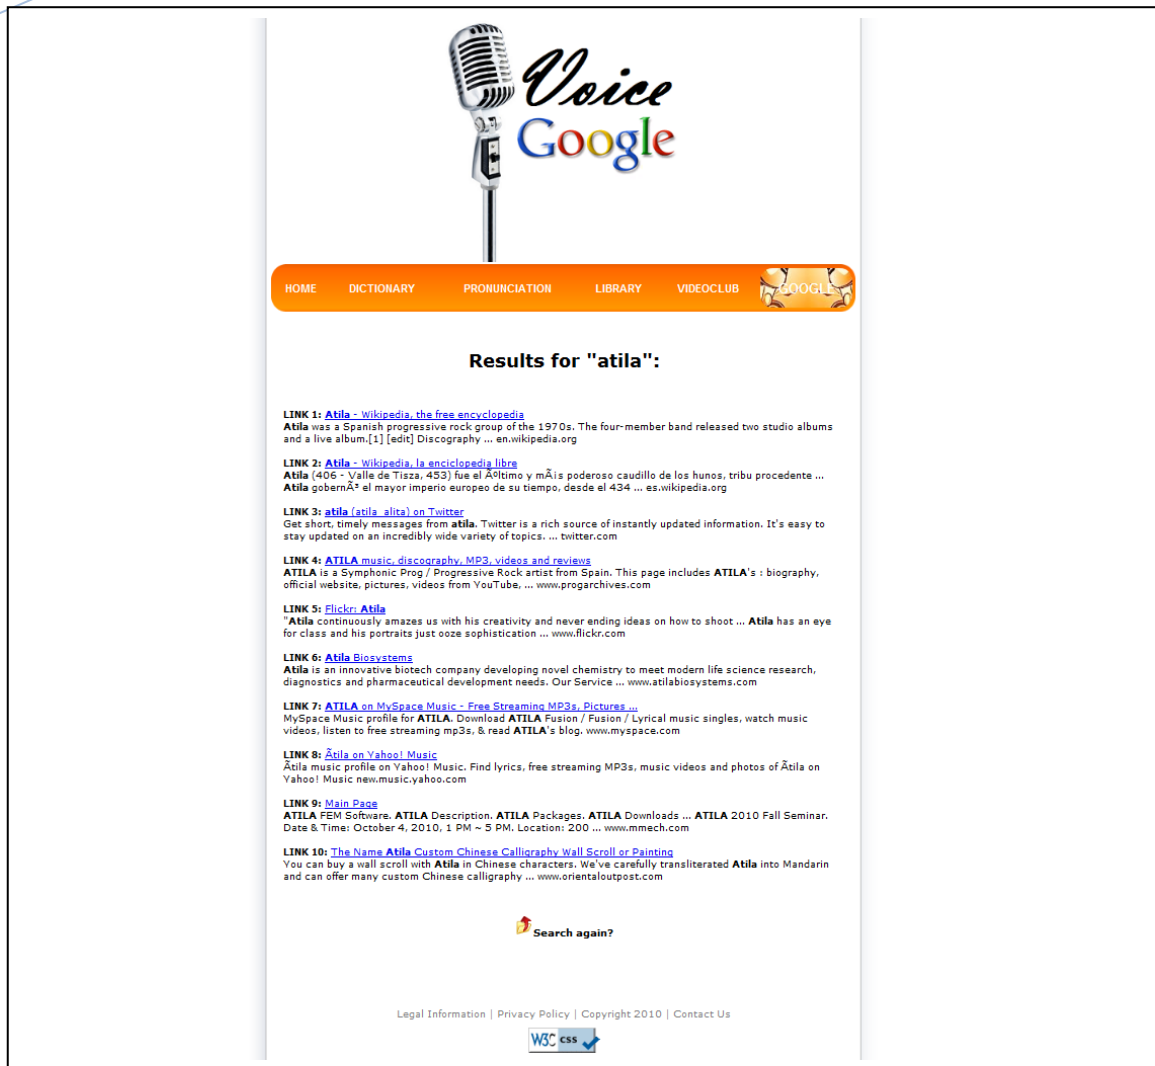 Voice
Google
HOME DICTIONARY PRONUNCIATION LIBRARY VIDEOCLUB GOOGLE
Results for "atila":
LINK 1: Atila - Wikipedia, the free encyclopedia
Atila was a Spanish progressive rock group of the 1970s. The four-member band released two studio albums
and a live album.[1] [edit] Discography ... en.wikipedia.org
LINK 2: Atila - Wikipedia, la enciclopedia libre
Atila (406 - Valle de Tisza, 453) fue el Ãºltimo y mÃ¡s poderoso caudillo de los hunos, tribu procedente ...
Atila gobernÃ³ el mayor imperio europeo de su tiempo, desde el 434 ... es.wikipedia.org
LINK 3: atila (atila_alita) on Twitter
Get short, timely messages from atila. Twitter is a rich source of instantly updated information. It's easy to
stay updated on an incredibly wide variety of topics. ... twitter.com
LINK 4: ATILA music, discography, MP3, videos and reviews
ATILA is a Symphonic Prog / Progressive Rock artist from Spain. This page includes ATILA's : biography,
official website, pictures, videos from YouTube, ... www.progarchives.com
LINK 5: Flickr: Atila
"Atila continuously amazes us with his creativity and never ending ideas on how to shoot ... Atila has an eye
for class and his portraits just ooze sophistication ... www.flickr.com
LINK 6: Atila Biosystems
Atila is an innovative biotech company developing novel chemistry to meet modern life science research,
diagnostics and pharmaceutical development needs. Our Service ... www.atilabiosystems.com
LINK 7: ATILA on MySpace Music - Free Streaming MP3s, Pictures ...
MySpace Music profile for ATILA. Download ATILA Fusion / Fusion / Lyrical music singles, watch music
videos, listen to free streaming mp3s, & read ATILA's blog. www.myspace.com
LINK 8: Ãtila on Yahoo! Music
Ãtila music profile on Yahoo! Music. Find lyrics, free streaming MP3s, music videos and photos of Ãtila on
Yahoo! Music new.music.yahoo.com
LINK 9: Main Page
ATILA FEM Software. ATILA Description. ATILA Packages. ATILA Downloads ... ATILA 2010 Fall Seminar.
Date & Time: October 4, 2010, 1 PM ~ 5 PM. Location: 200 ... www.mmech.com
LINK 10: The Name Atila Custom Chinese Calligraphy Wall Scroll or Painting
You can buy a wall scroll with Atila in Chinese characters. We've carefully transliterated Atila into Mandarin
and can offer many custom Chinese calligraphy ... www.orientaloutpost.com
Search again?
Legal Information | Privacy Policy | Copyright 2010 | Contact Us
W3C css